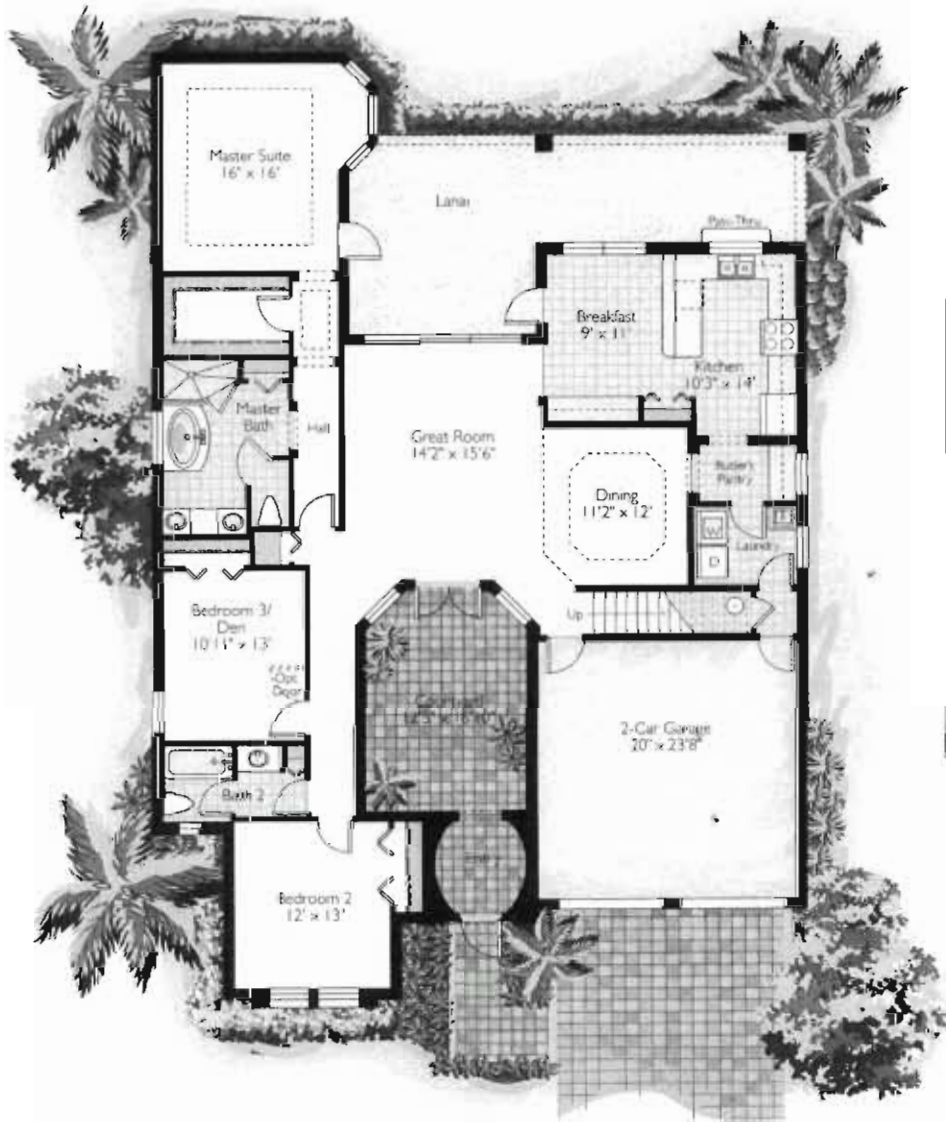 Master Suite
16" x 16"
Lanai
Pass-Thru
Breakfast
9' x 11'
Kitchen
10'3" x 14'
Master
Bath
Hall
Great Room
14'2" x 15'6"
Butler's
Pantry
Dining
11'2" x 12'
W
D
Laundry
Bedroom 3/
Den
10'11" x 13'
Opt.
Door
Up
Courtyard
2-Car Garage
20" x 23'8"
Bath 2
Entry
Bedroom 2
12' x 13'